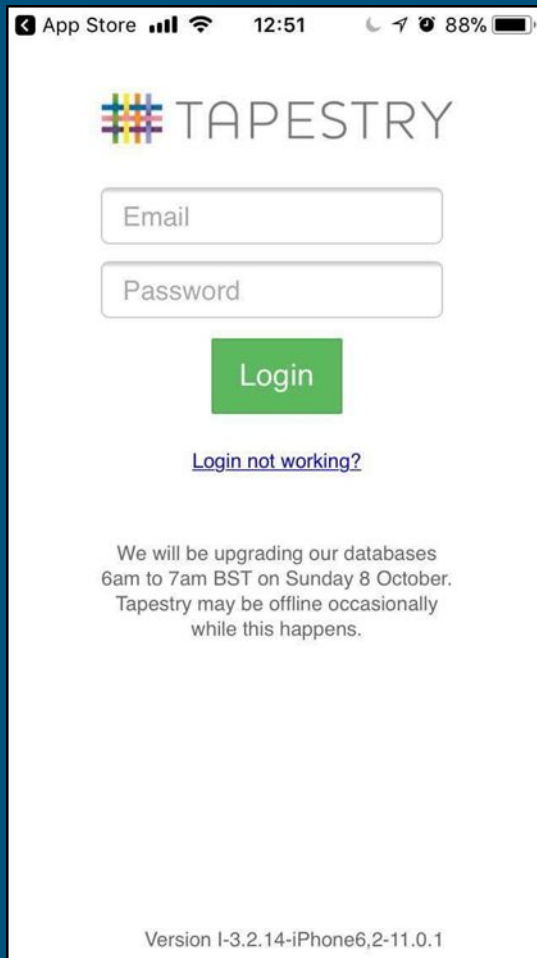 App Store 12:51 88%
TAPESTRY
Email
Password
Login
Login not working?
We will be upgrading our databases
6am to 7am BST on Sunday 8 October.
Tapestry may be offline occasionally
while this happens.
Version I-3.2.14-iPhone6,2-11.0.1